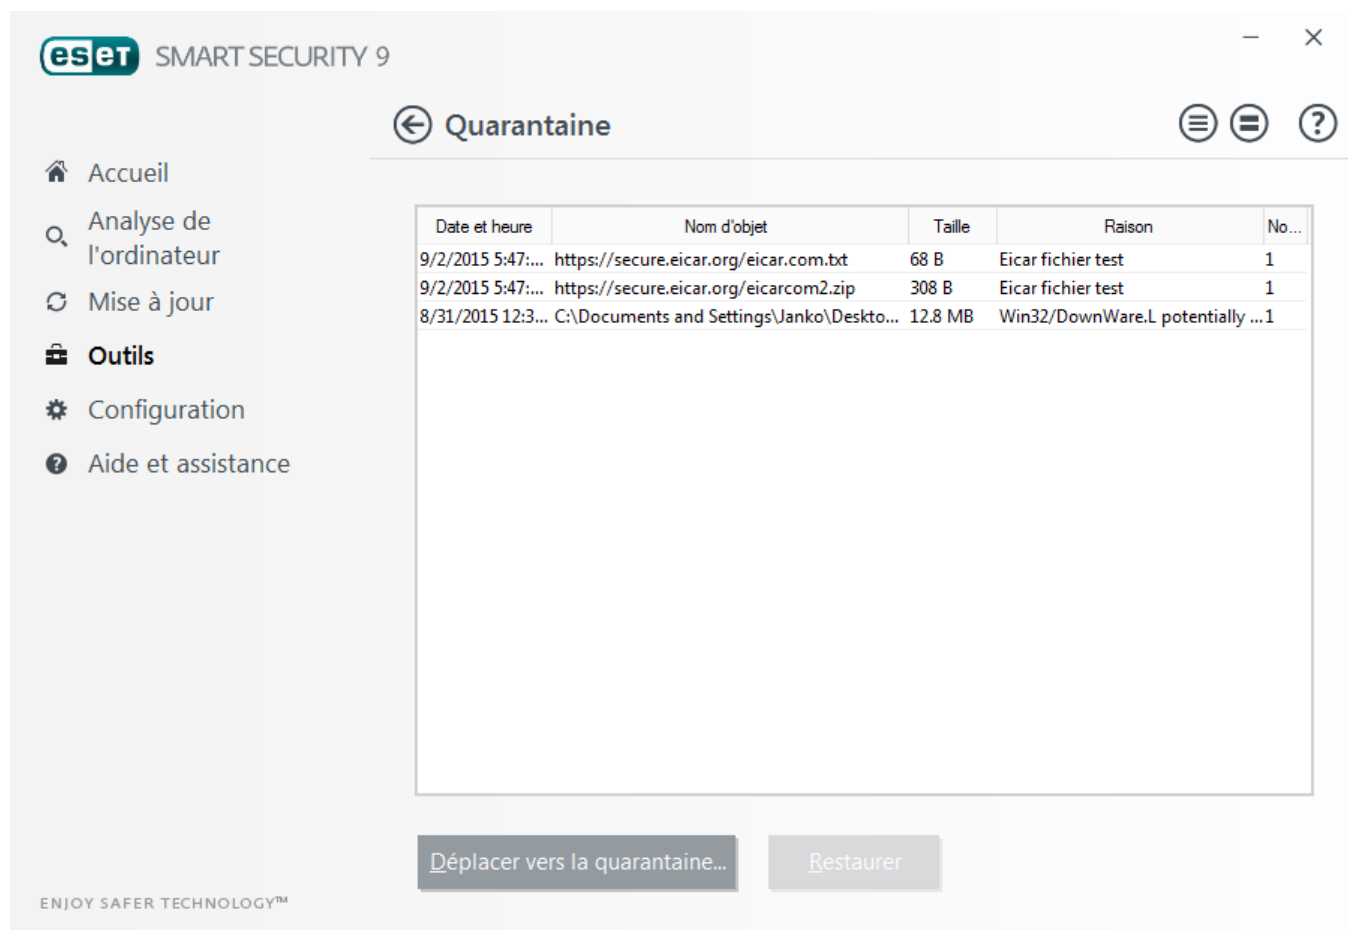 eset SMART SECURITY 9
Quarantaine
Accueil
Analyse de
l'ordinateur
Mise à jour
Outils
Configuration
Aide et assistance
Date et heure Nom d'objet Taille Raison No...
9/2/2015 5:47:... https://secure.eicar.org/eicar.com.txt 68 B Eicar fichier test 1
9/2/2015 5:47:... https://secure.eicar.org/eicarcom2.zip 308 B Eicar fichier test 1
8/31/2015 12:3... C:\Documents and Settings\Janko\Deskto... 12.8 MB Win32/DownWare.L potentially ... 1
Déplacer vers la quarantaine... Restaurer
ENJOY SAFER TECHNOLOGY™